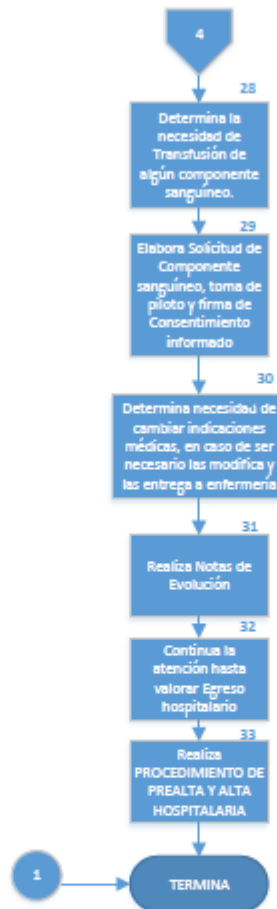 4
28
Determina la
necesidad de
Transfusión de
algún componente
sanguíneo.
29
Elabora Solicitud de
Componente
sanguíneo, toma de
piloto y firma de
Consentimiento
informado
30
Determina necesidad de
cambiar indicaciones
médicas, en caso de ser
necesario las modifica y
las entrega a enfermería
31
Realiza Notas de
Evolución
32
Continua la
atención hasta
valorar Egreso
hospitalario
33
Realiza
PROCEDIMIENTO DE
PREALTA Y ALTA
HOSPITALARIA
1
TERMINA